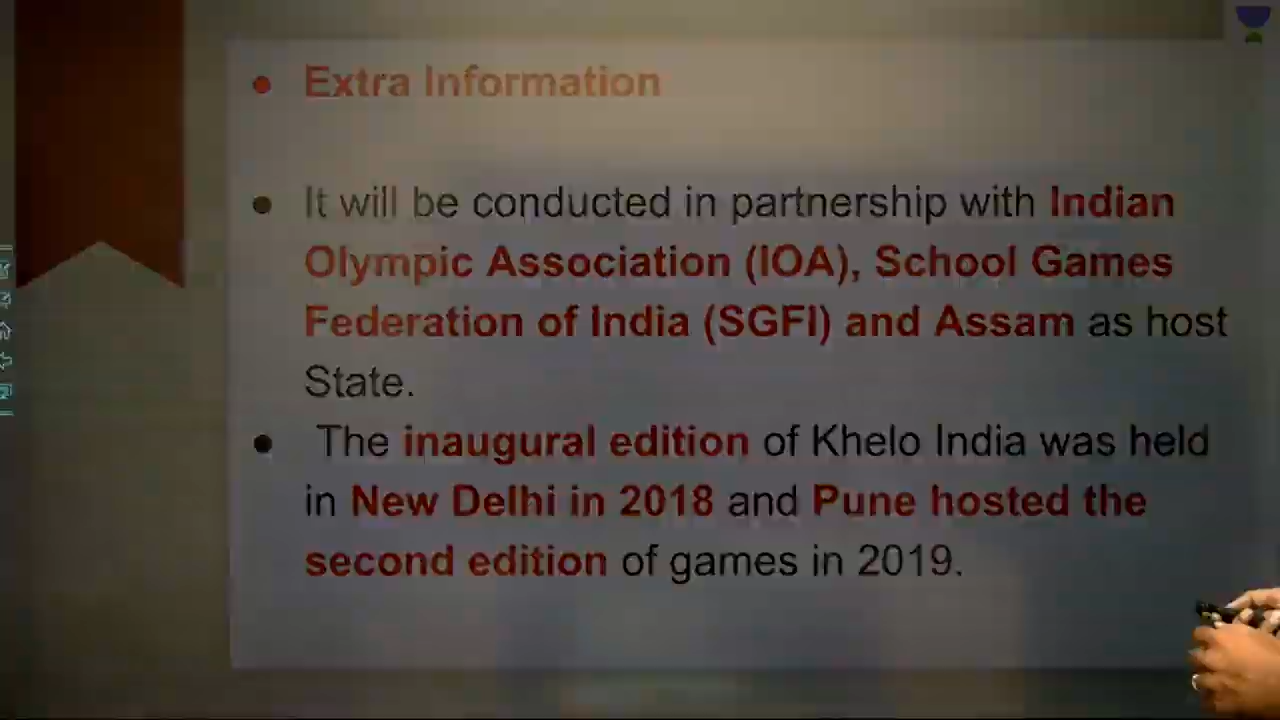 Extra Information
It will be conducted in partnership with Indian
Olympic Association (IOA), School Games
Federation of India (SGFI) and Assam as host
State.
The inaugural edition of Khelo India was held
in New Delhi in 2018 and Pune hosted the
second edition of games in 2019.